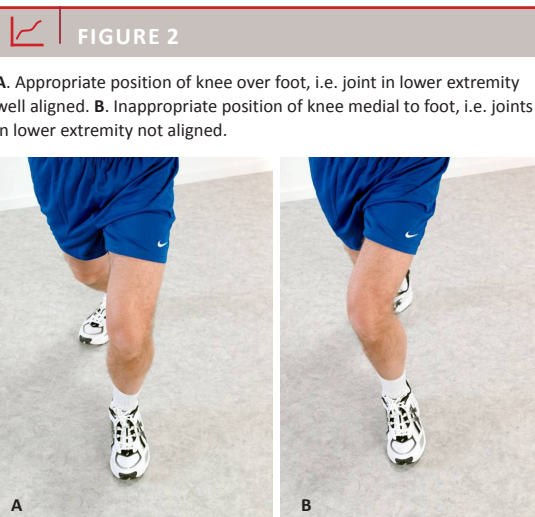 FIGURE 2
A. Appropriate position of knee over foot, i.e. joint in lower extremity
well aligned. B. Inappropriate position of knee medial to foot, i.e. joints
in lower extremity not aligned.
A
B